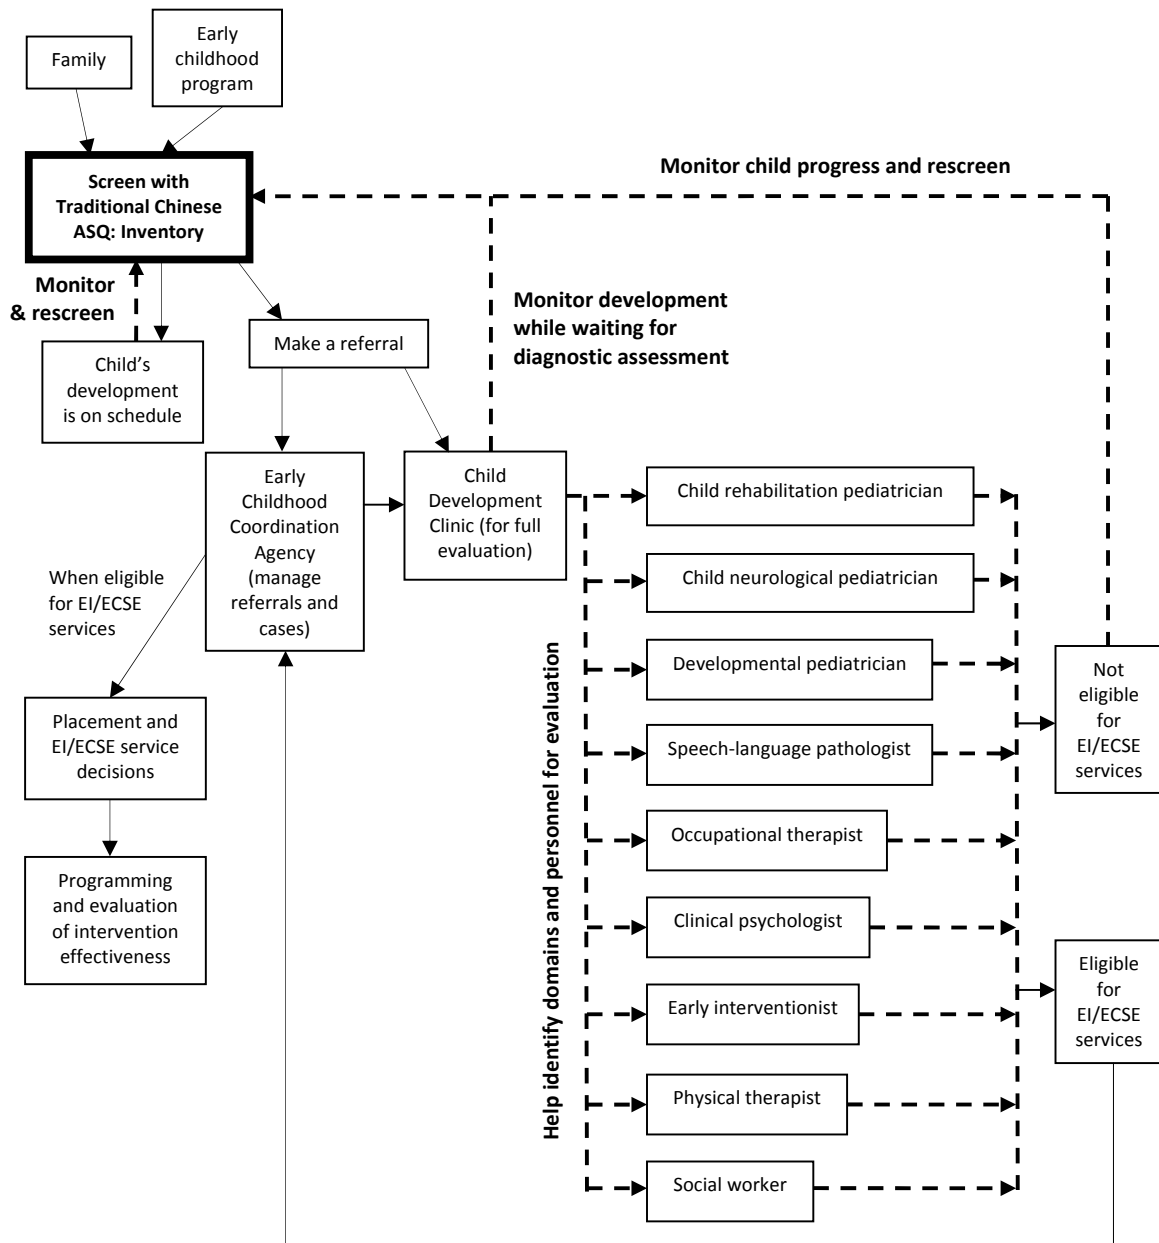 Family
Early
childhood
program
Screen with
Traditional Chinese
ASQ: Inventory
Monitor child progress and rescreen
Monitor
& rescreen
Child’s
development
is on schedule
Make a referral
Monitor development
while waiting for
diagnostic assessment
Early
Childhood
Coordination
Agency
(manage
referrals and
cases)
Child
Development
Clinic (for full
evaluation)
When eligible
for EI/ECSE
services
Placement and
EI/ECSE service
decisions
Programming
and evaluation
of intervention
effectiveness
Help identify domains and personnel for evaluation
Child rehabilitation pediatrician
Child neurological pediatrician
Developmental pediatrician
Speech-language pathologist
Occupational therapist
Clinical psychologist
Early interventionist
Physical therapist
Social worker
Not
eligible
for
EI/ECSE
services
Eligible
for
EI/ECSE
services